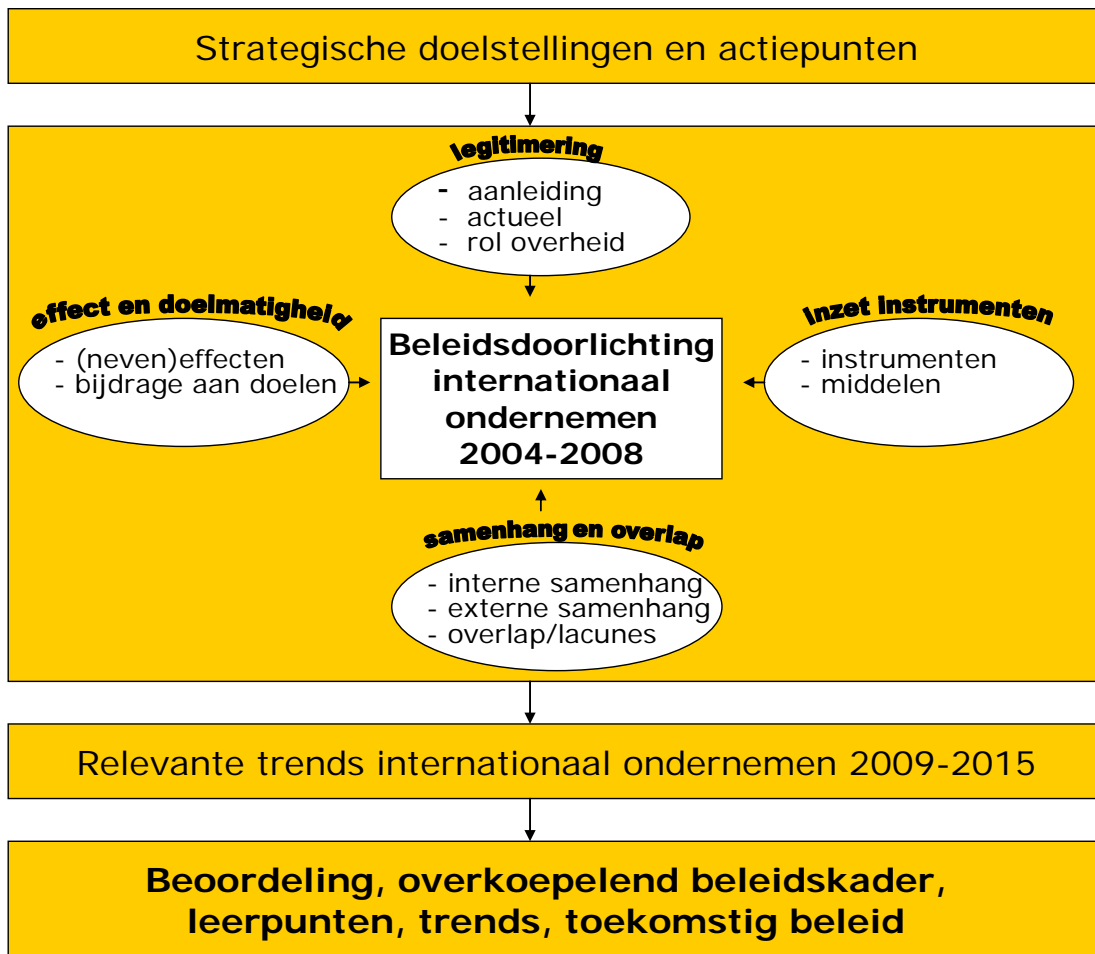 Strategische doelstellingen en actiepunten
legitimering
- aanleiding
- actueel
- rol overheid
effect en doelmatigheid
- (neven)effecten
- bijdrage aan doelen
Beleidsdoorlichting
internationaal
ondernemen
2004-2008
inzet instrumenten
- instrumenten
- middelen
samenhang en overlap
- interne samenhang
- externe samenhang
- overlap/lacunes
Relevante trends internationaal ondernemen 2009-2015
Beoordeling, overkoepelend beleidskader,
leerpunten, trends, toekomstig beleid